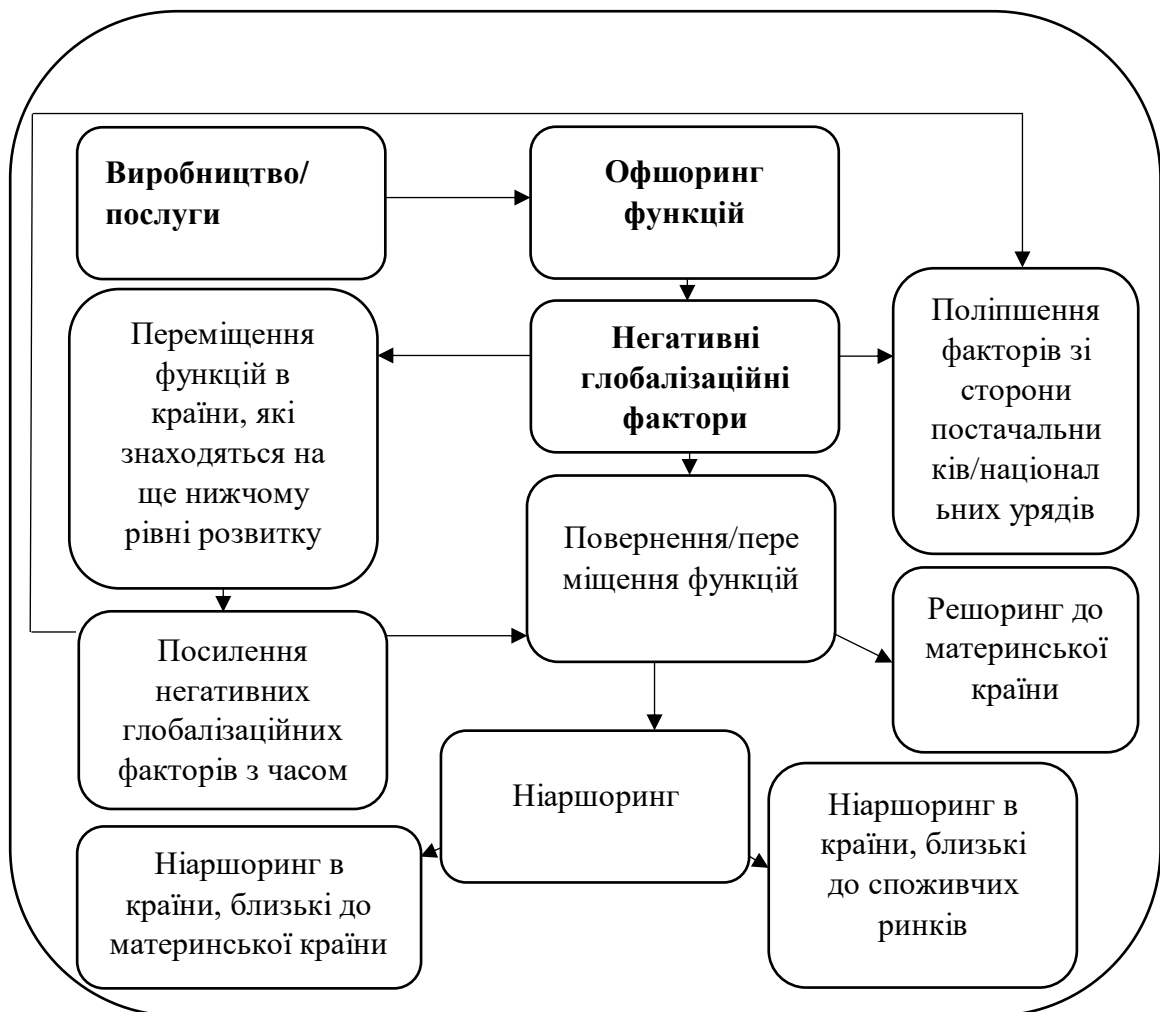 Виробництво/
послуги
Офшоринг
функцій
Переміщення
функцій в
країни, які
знаходяться на
ще нижчому
рівні розвитку
Негативні
глобалізаційні
фактори
Поліпшення
факторів зі
сторони
постачальни
ків/націонал
ьних урядів
Повернення/пере
міщення функцій
Решоринг до
материнської
країни
Посилення
негативних
глобалізаційних
факторів з часом
Ніаршоринг
Ніаршоринг в
країни, близькі до
материнської країни
Ніаршоринг в
країни, близькі
до споживчих
ринків